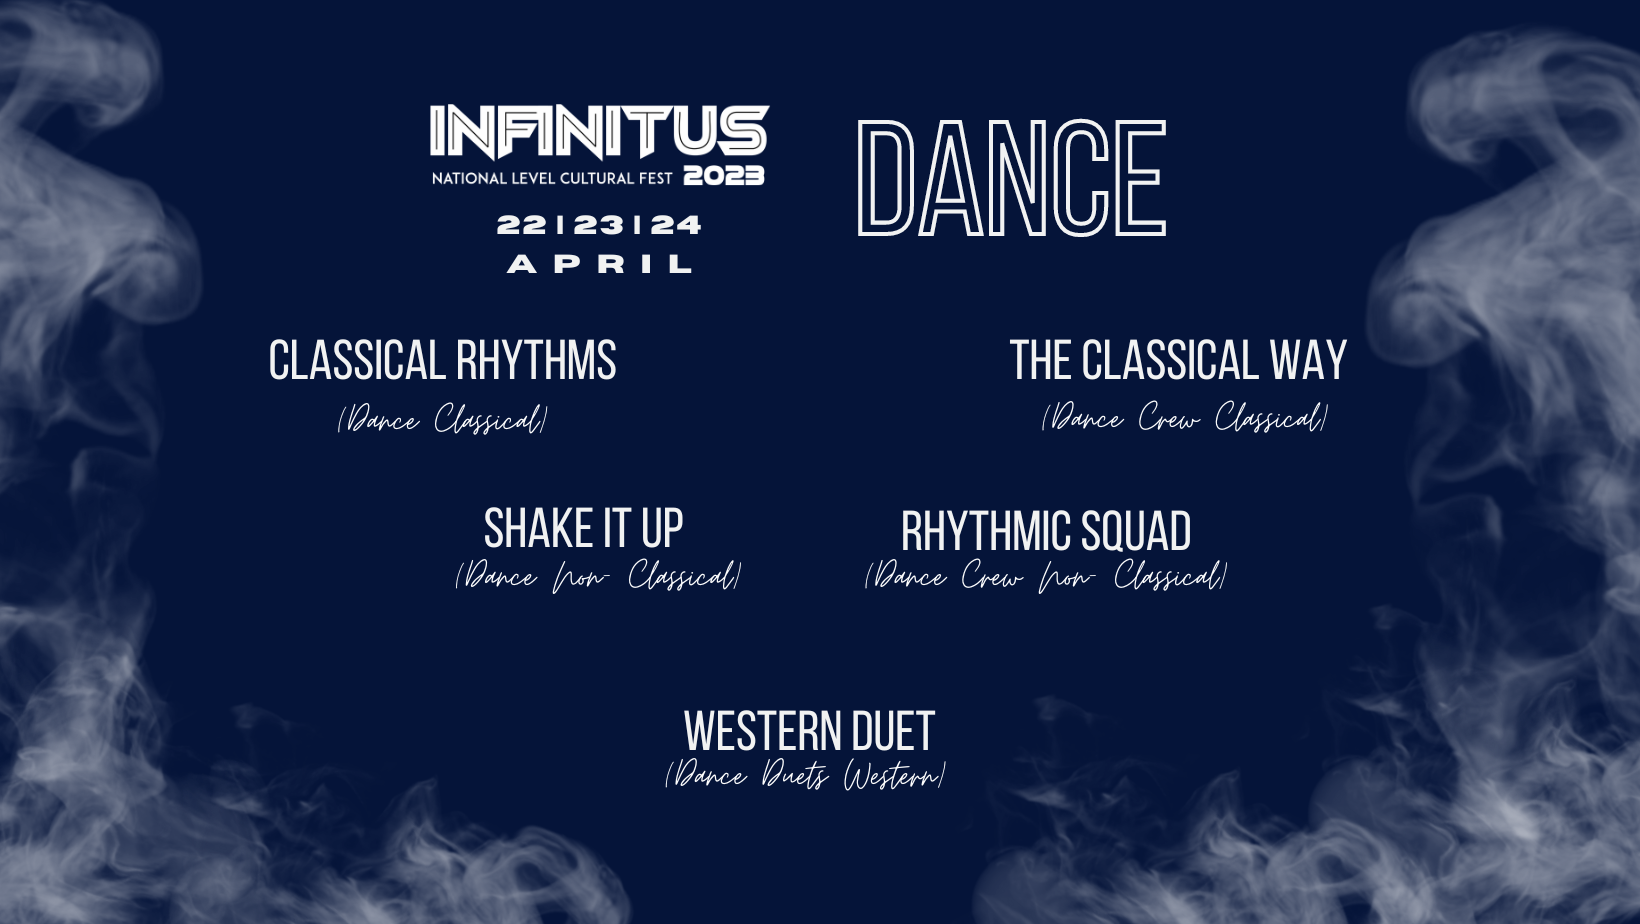 INFINITUS
NATIONAL LEVEL CULTURAL FEST 2023
22 | 23 | 24
APRIL
DANCE
CLASSICAL RHYTHMS
(Dance Classical)
THE CLASSICAL WAY
(Dance Crew Classical)
SHAKE IT UP
(Dance Non- Classical)
RHYTHMIC SQUAD
(Dance Crew Non- Classical)
WESTERN DUET
(Dance Duets Western)